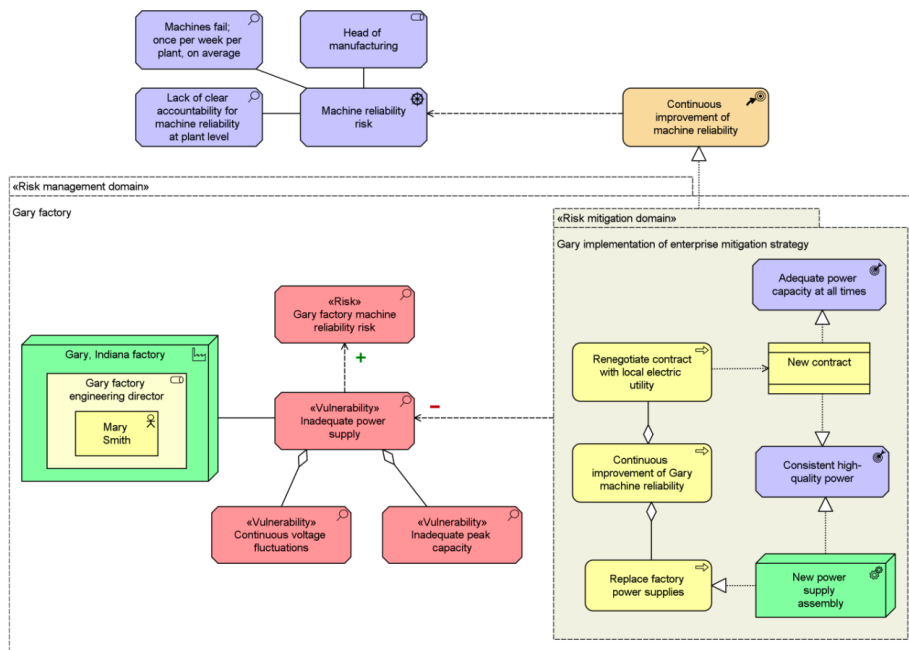 Machines fail;
once per week per
plant, on average
Head of
manufacturing
Lack of clear
accountability for
machine reliability
at plant level
Machine reliability
risk
Continuous
improvement of
machine reliability
«Risk management domain»
Gary factory
«Risk mitigation domain»
Gary implementation of enterprise mitigation strategy
Adequate power
capacity at all times
«Risk»
Gary factory machine
reliability risk
+
Gary, Indiana factory
Gary factory
engineering director
Mary
Smith
«Vulnerability»
Inadequate power
supply
–
Renegotiate contract
with local electric
utility
New contract
Continuous
improvement of Gary
machine reliability
Consistent high-
quality power
«Vulnerability»
Continuous voltage
fluctuations
«Vulnerability»
Inadequate peak
capacity
Replace factory
power supplies
New power
supply
assembly